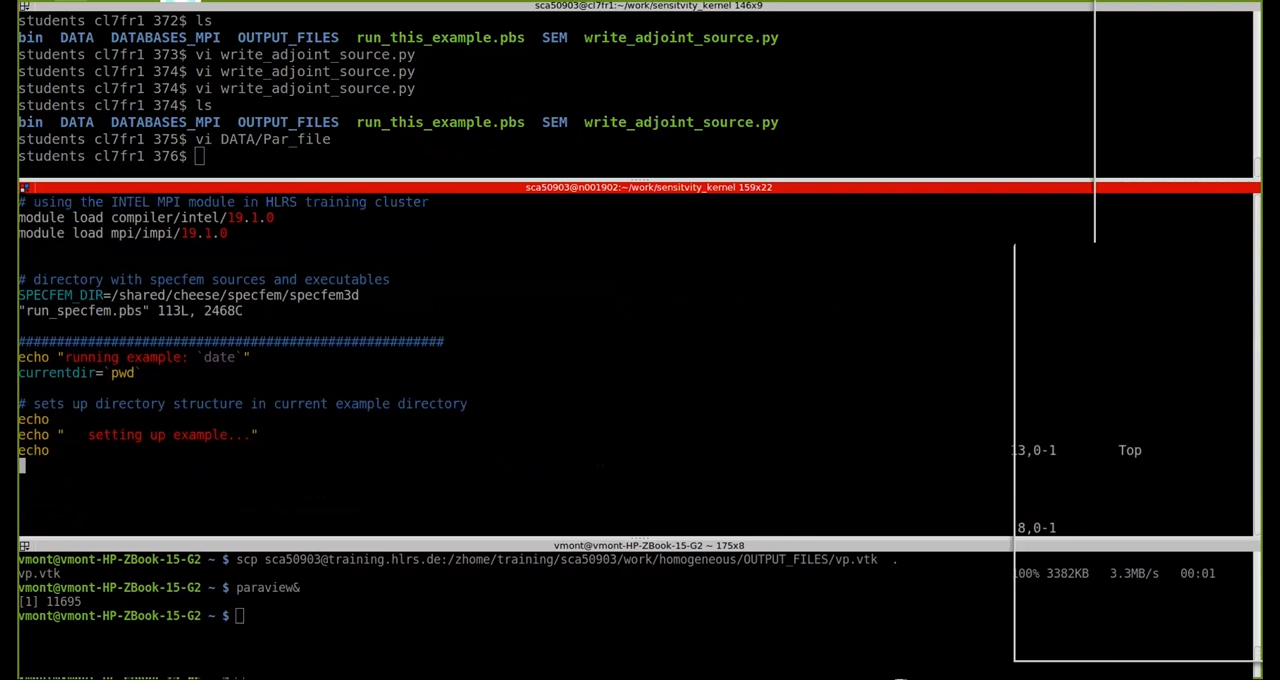 sca50903@cl7fr1:~/work/sensitvity_kernel 146x9
students cl7fr1 372$ ls
bin DATA DATABASES_MPI OUTPUT_FILES run_this_example.pbs SEM write_adjoint_source.py
students cl7fr1 373$ vi write_adjoint_source.py
students cl7fr1 374$ vi write_adjoint_source.py
students cl7fr1 374$ vi write_adjoint_source.py
students cl7fr1 374$ ls
bin DATA DATABASES_MPI OUTPUT_FILES run_this_example.pbs SEM write_adjoint_source.py
students cl7fr1 375$ vi DATA/Par_file
students cl7fr1 376$
sca50903@n001902:~/work/sensitvity_kernel 159x22
# using the INTEL MPI module in HLRS training cluster
module load compiler/intel/19.1.0
module load mpi/impi/19.1.0
# directory with specfem sources and executables
SPECFEM_DIR=/shared/cheese/specfem/specfem3d
"run_specfem.pbs" 113L, 2468C
######################################################
echo "running example: `date`"
currentdir=`pwd`
# sets up directory structure in current example directory
echo
echo "   setting up example..."
echo
13,0-1 Top
8,0-1
vmont@vmont-HP-ZBook-15-G2 ~ 175x8
vmont@vmont-HP-ZBook-15-G2 ~ $ scp sca50903@training.hlrs.de:/zhome/training/sca50903/work/homogeneous/OUTPUT_FILES/vp.vtk .
vp.vtk 100% 3382KB 3.3MB/s 00:01
vmont@vmont-HP-ZBook-15-G2 ~ $ paraview&
[1] 11695
vmont@vmont-HP-ZBook-15-G2 ~ $